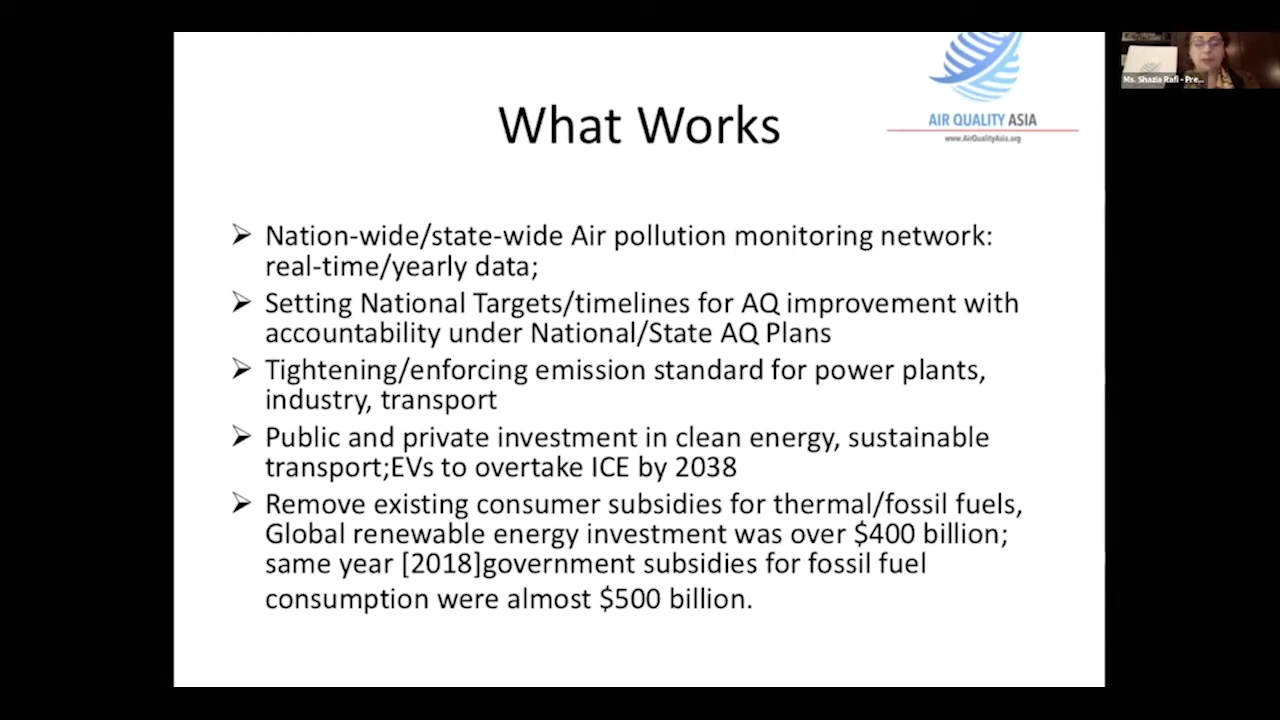 What Works
AIR QUALITY ASIA
www.AirQualityAsia.org
Ms. Shazia Rafi - Pre...
➢ Nation-wide/state-wide Air pollution monitoring network:
real-time/yearly data;
➢ Setting National Targets/timelines for AQ improvement with
accountability under National/State AQ Plans
➢ Tightening/enforcing emission standard for power plants,
industry, transport
➢ Public and private investment in clean energy, sustainable
transport;EVs to overtake ICE by 2038
➢ Remove existing consumer subsidies for thermal/fossil fuels,
Global renewable energy investment was over $400 billion;
same year [2018]government subsidies for fossil fuel
consumption were almost $500 billion.